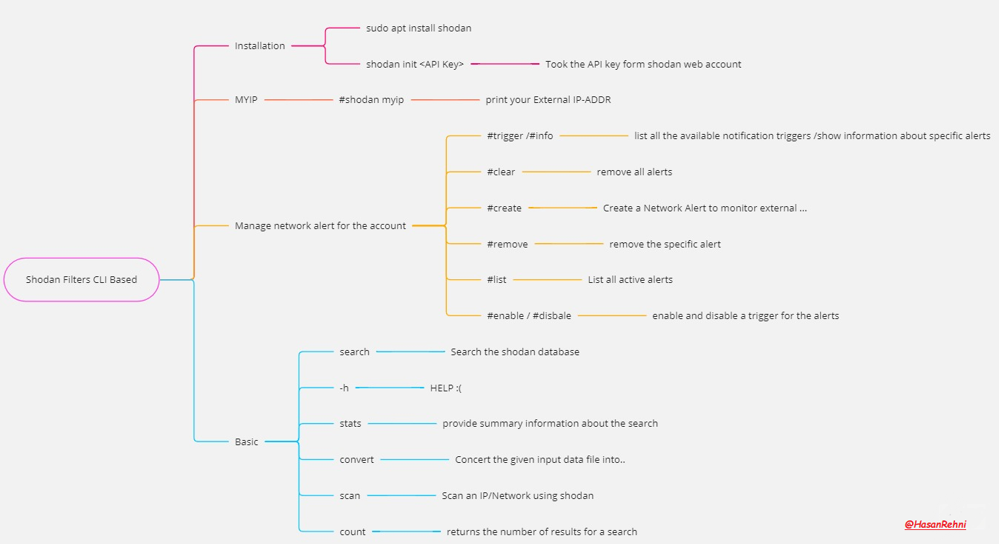 sudo apt install shodan
Installation
shodan init <API Key> Took the API key form shodan web account
MYIP #shodan myip print your External IP-ADDR
#trigger /#info list all the available notification triggers /show information about specific alerts
#clear remove all alerts
#create Create a Network Alert to monitor external ...
Manage network alert for the account
#remove remove the specific alert
Shodan Filters CLI Based
#list List all active alerts
#enable / #disbale enable and disable a trigger for the alerts
search Search the shodan database
-h HELP :(
stats provide summary information about the search
Basic
convert Concert the given input data file into..
scan Scan an IP/Network using shodan
count returns the number of results for a search
@HasanRehni